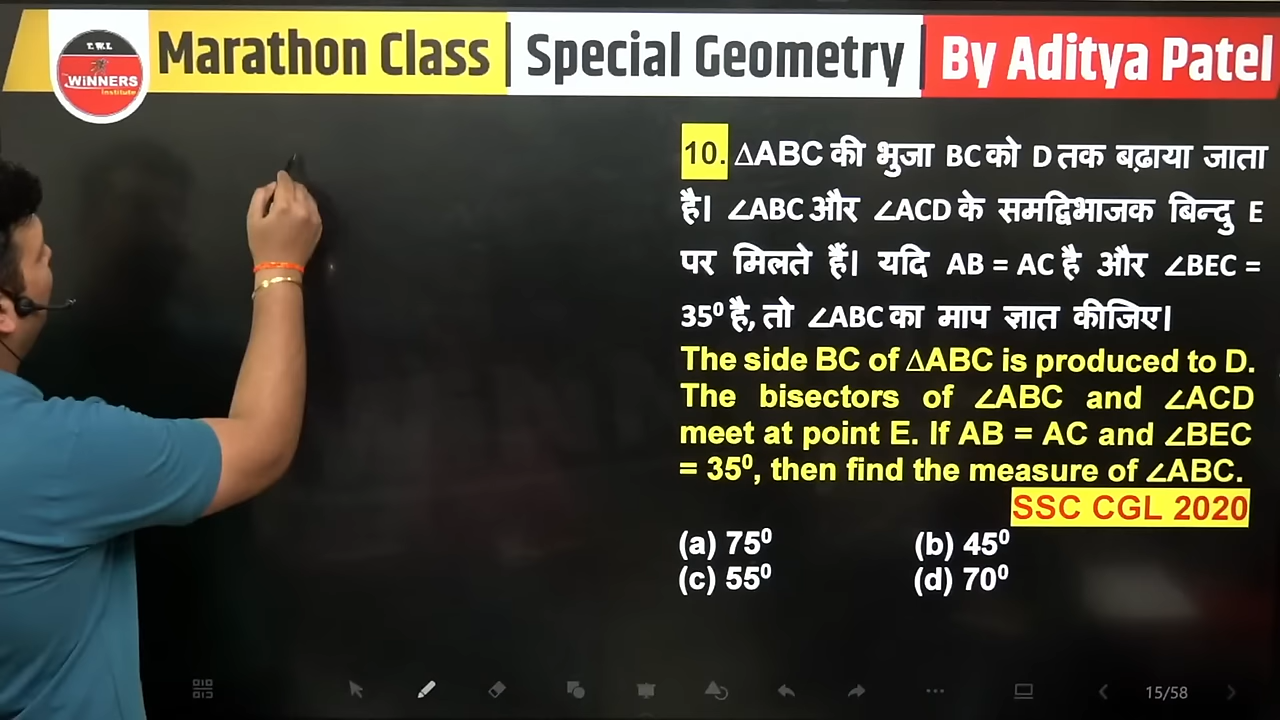 T.W.I.
The WINNERS
Institute
Marathon Class | Special Geometry | By Aditya Patel
10. △ABC की भुजा BC को D तक बढ़ाया जाता
है। ∠ABC और ∠ACD के समद्विभाजक बिन्दु E
पर मिलते हैं। यदि AB = AC है और ∠BEC =
35⁰ है, तो ∠ABC का माप ज्ञात कीजिए।
The side BC of △ABC is produced to D.
The bisectors of ∠ABC and ∠ACD
meet at point E. If AB = AC and ∠BEC
= 35⁰, then find the measure of ∠ABC.
SSC CGL 2020
(a) 75⁰ (b) 45⁰
(c) 55⁰ (d) 70⁰
15/58